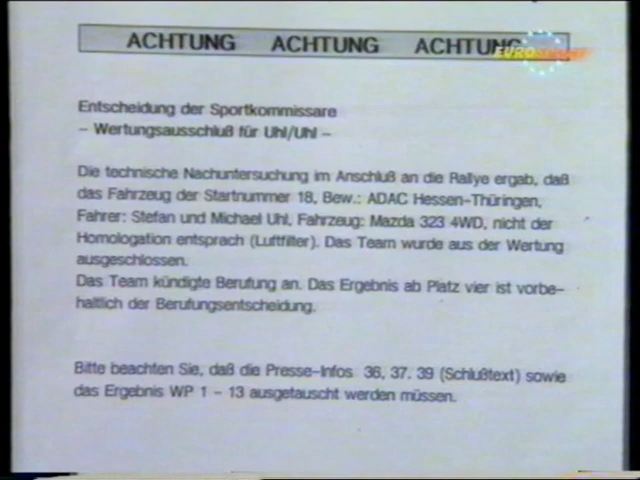 ACHTUNG ACHTUNG ACHTUNG
EUROSPORT
Entscheidung der Sportkommissare
- Wertungsausschluß für Uhl/Uhl -
Die technische Nachuntersuchung im Anschluß an die Rallye ergab, daß
das Fahrzeug der Startnummer 18, Bew.: ADAC Hessen-Thüringen,
Fahrer: Stefan und Michael Uhl, Fahrzeug: Mazda 323 4WD, nicht der
Homologation entsprach (Luftfilter). Das Team wurde aus der Wertung
ausgeschlossen.
Das Team kündigte Berufung an. Das Ergebnis ab Platz vier ist vorbe-
haltlich der Berufungsentscheidung.
Bitte beachten Sie, daß die Presse-Infos 36, 37. 39 (Schlußtext) sowie
das Ergebnis WP 1 - 13 ausgetauscht werden müssen.